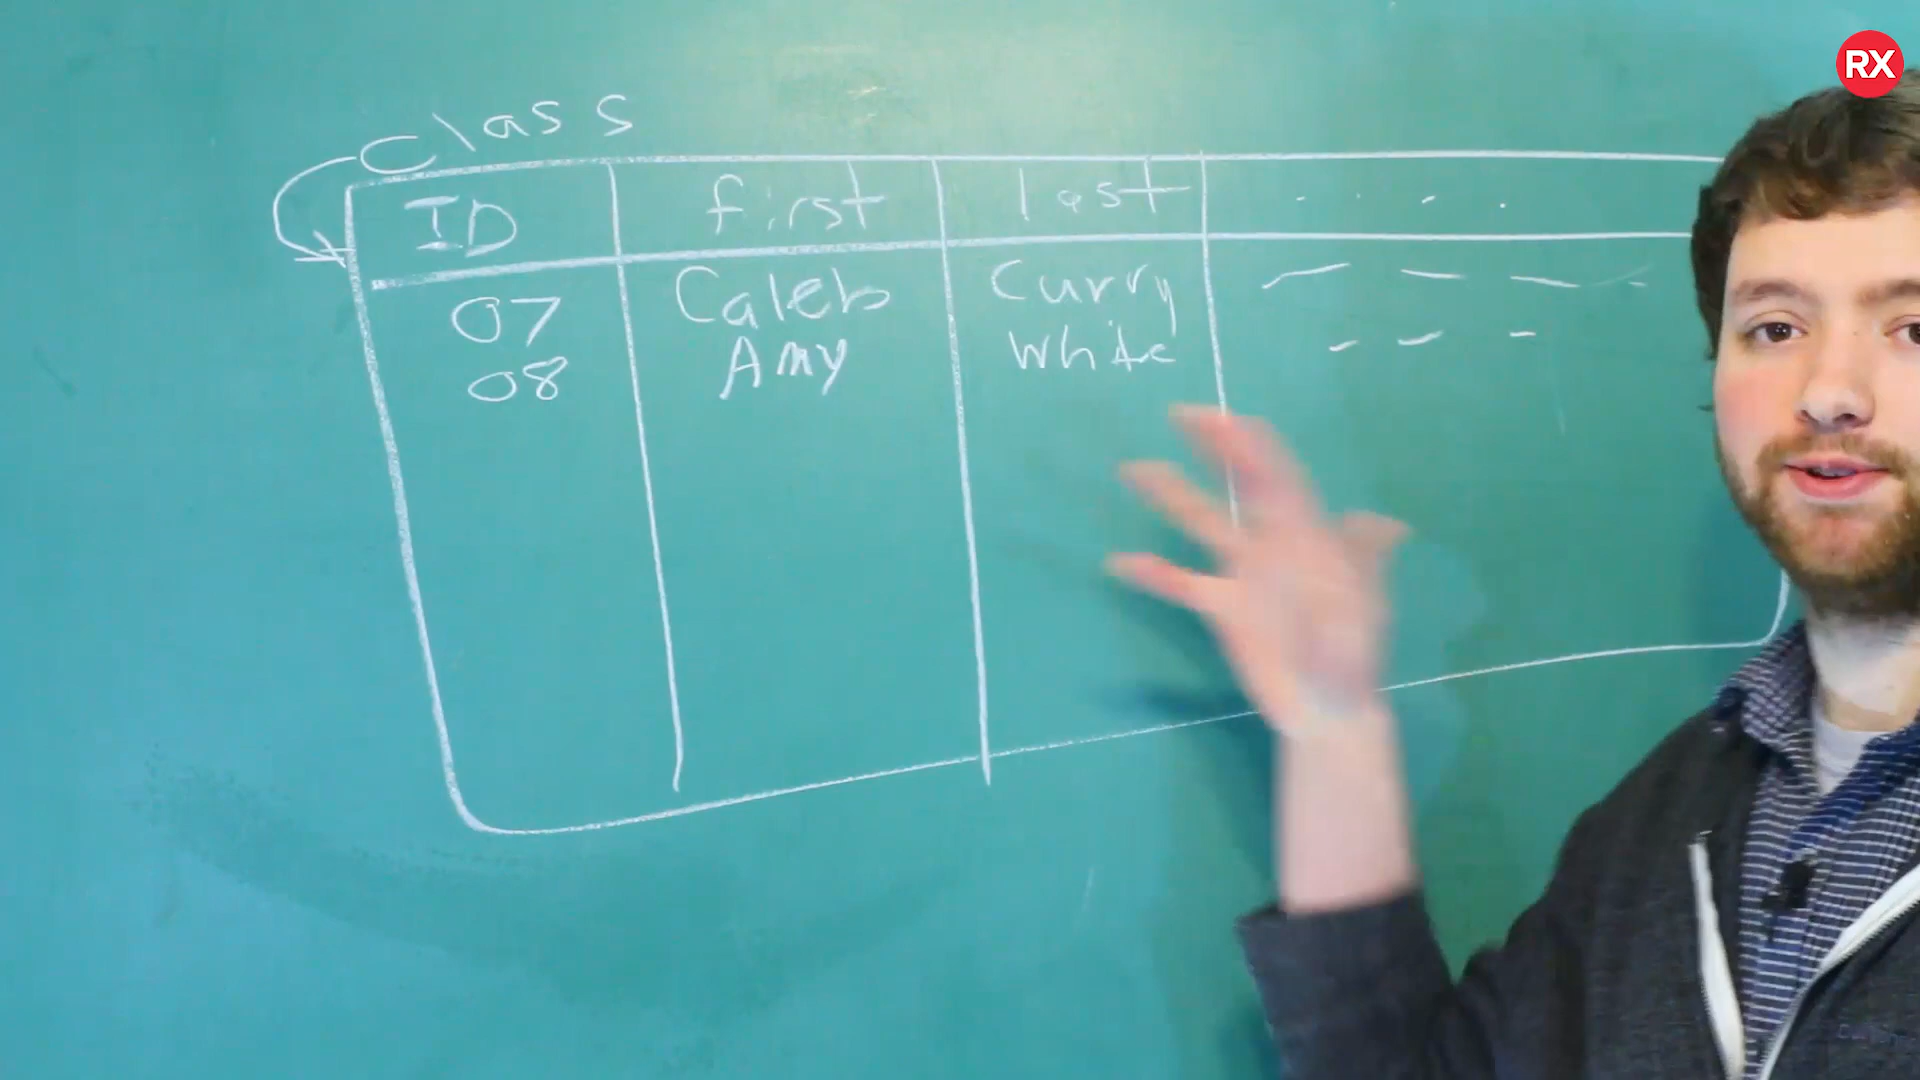 RX
Class
ID first last . . - .
07 Caleb Curry - - - -
08 Amy White - - -